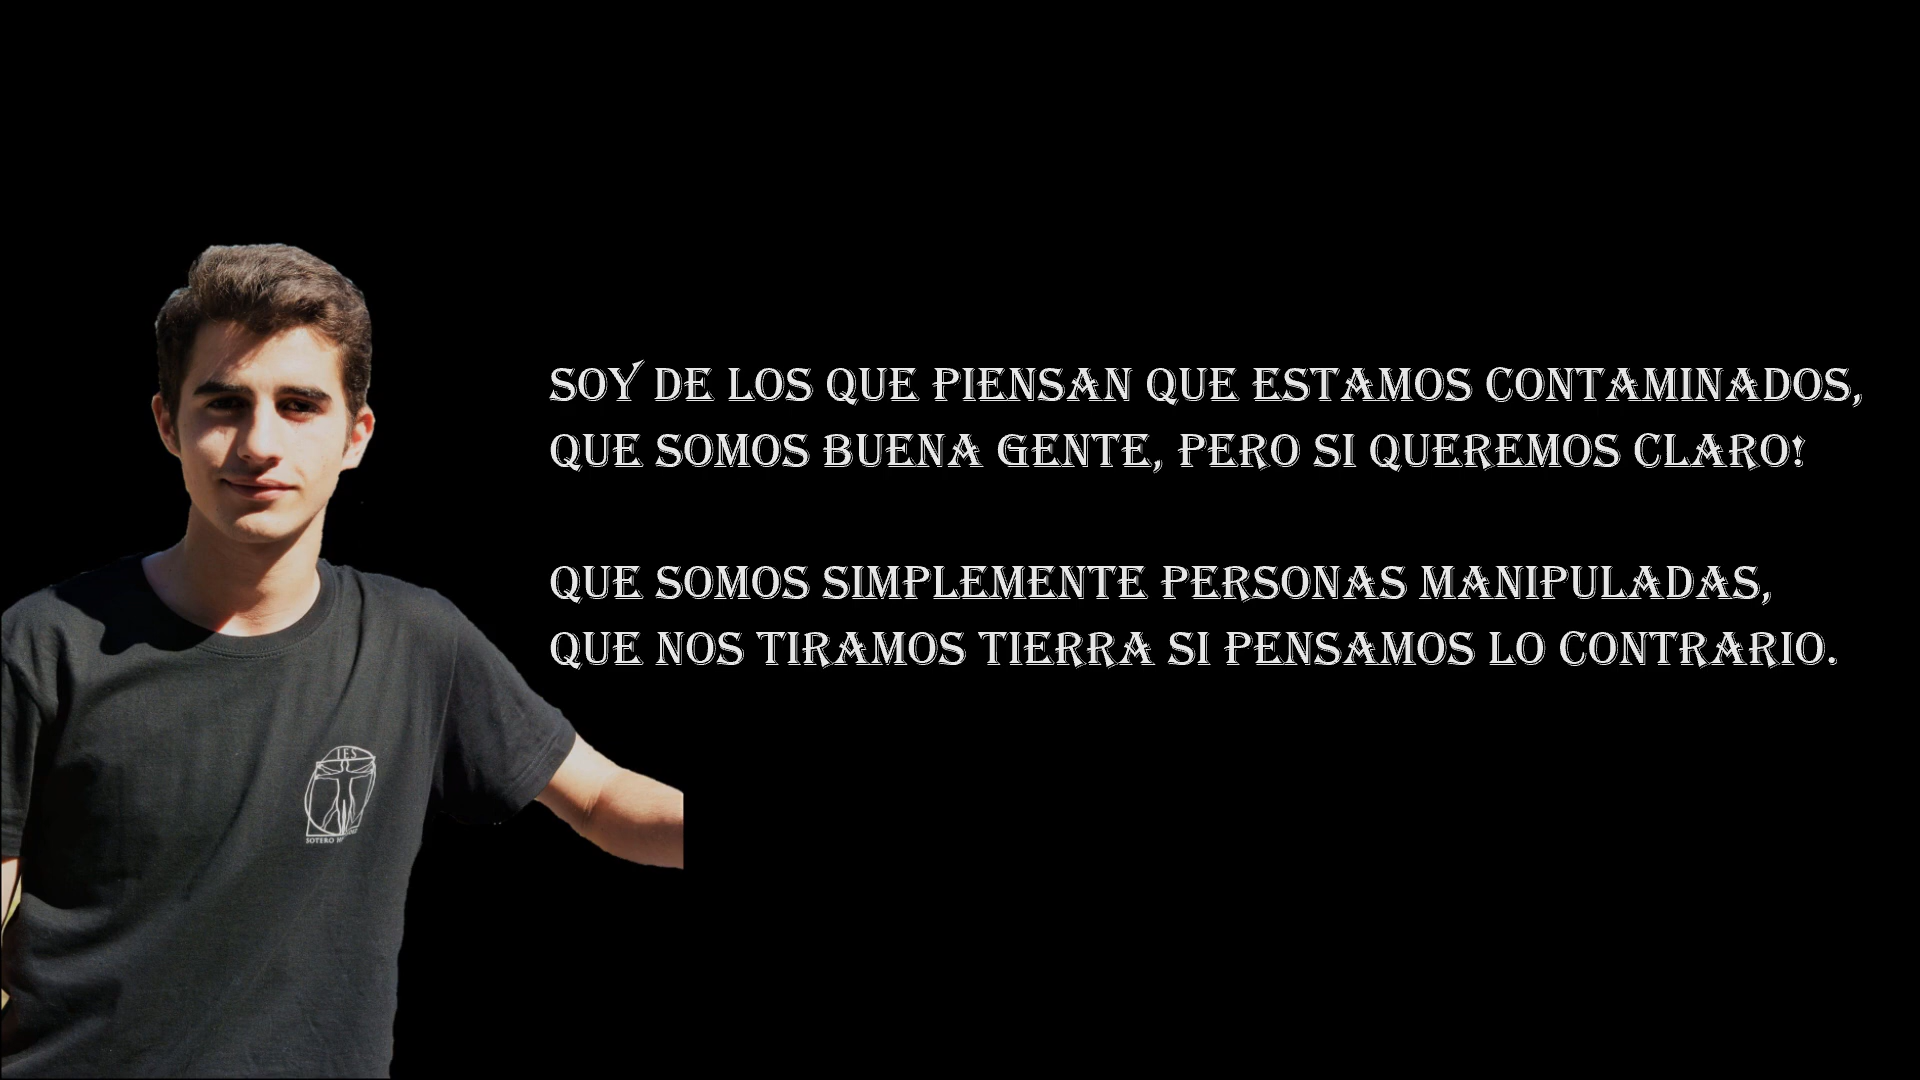 SOY DE LOS QUE PIENSAN QUE ESTAMOS CONTAMINADOS,
QUE SOMOS BUENA GENTE, PERO SI QUEREMOS CLARO!
QUE SOMOS SIMPLEMENTE PERSONAS MANIPULADAS,
QUE NOS TIRAMOS TIERRA SI PENSAMOS LO CONTRARIO.
IES
SOTERO